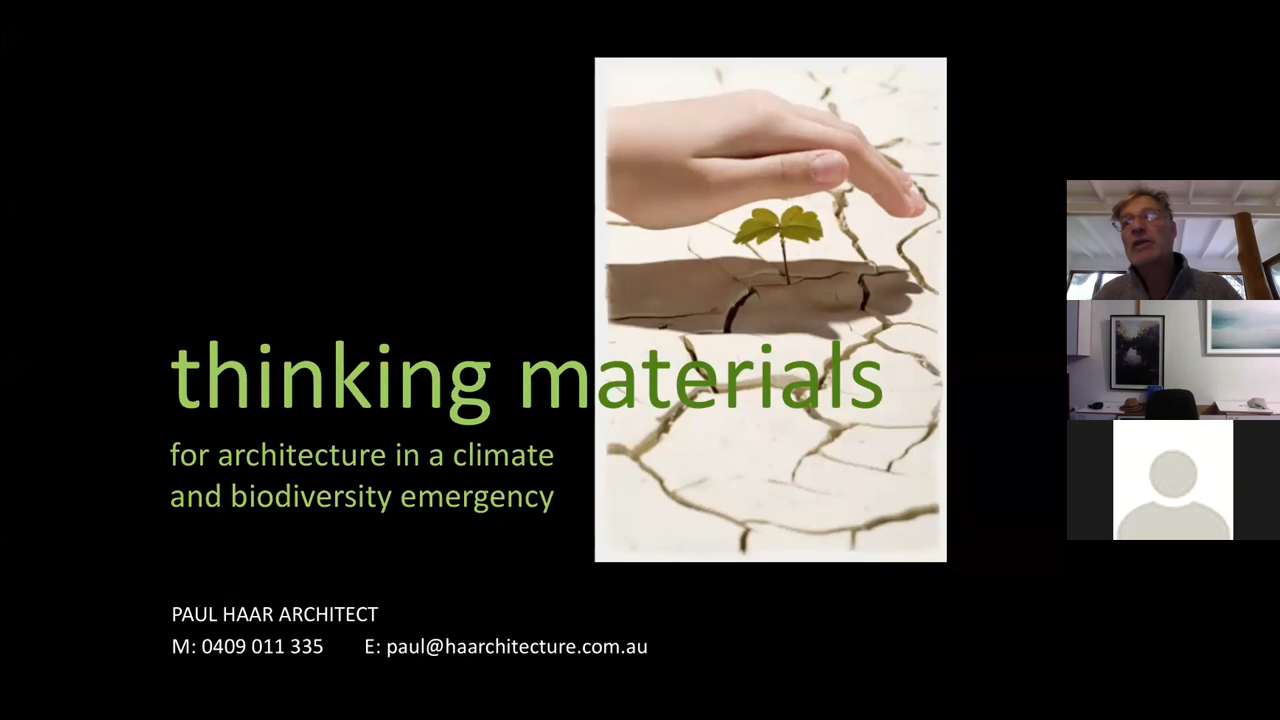 thinking materials
for architecture in a climate
and biodiversity emergency
PAUL HAAR ARCHITECT
M: 0409 011 335 E: paul@haarchitecture.com.au